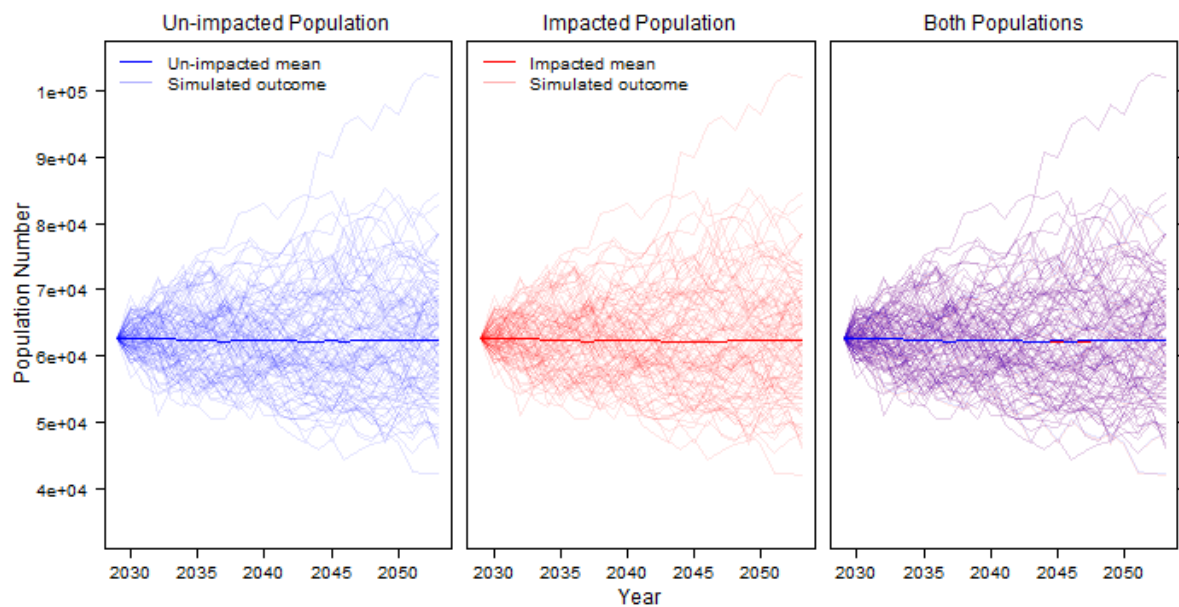 Un-impacted Population
Impacted Population
Both Populations
Un-impacted mean
Simulated outcome
Impacted mean
Simulated outcome
1e+05
9e+04
8e+04
7e+04
6e+04
5e+04
4e+04
Population Number
2030 2035 2040 2045 2050
2030 2035 2040 2045 2050
2030 2035 2040 2045 2050
Year